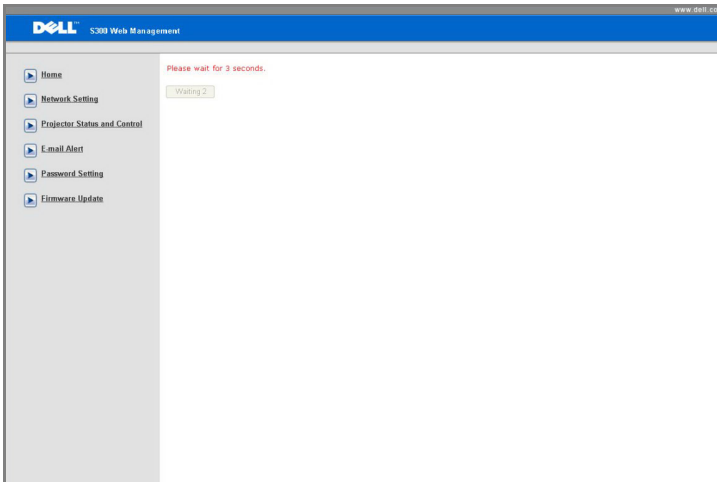 www.dell.co
DELL™ S300 Web Management
Home
Network Setting
Projector Status and Control
E-mail Alert
Password Setting
Firmware Update
Please wait for 3 seconds.
Waiting 2